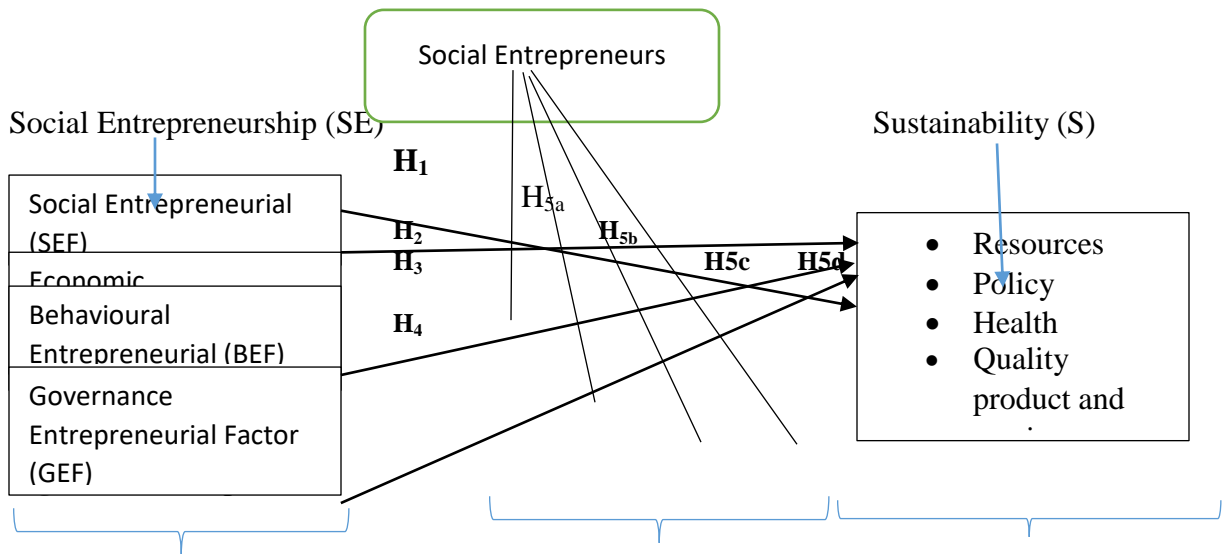 Social Entrepreneurs
Social Entrepreneurship (SE)
Sustainability (S)
H1
H5a
H2
H5b
H3
H5c
H5d
H4
Social Entrepreneurial
(SEF)
Economic
Behavioural
Entrepreneurial (BEF)
Governance
Entrepreneurial Factor
(GEF)
• Resources
• Policy
• Health
• Quality
product and